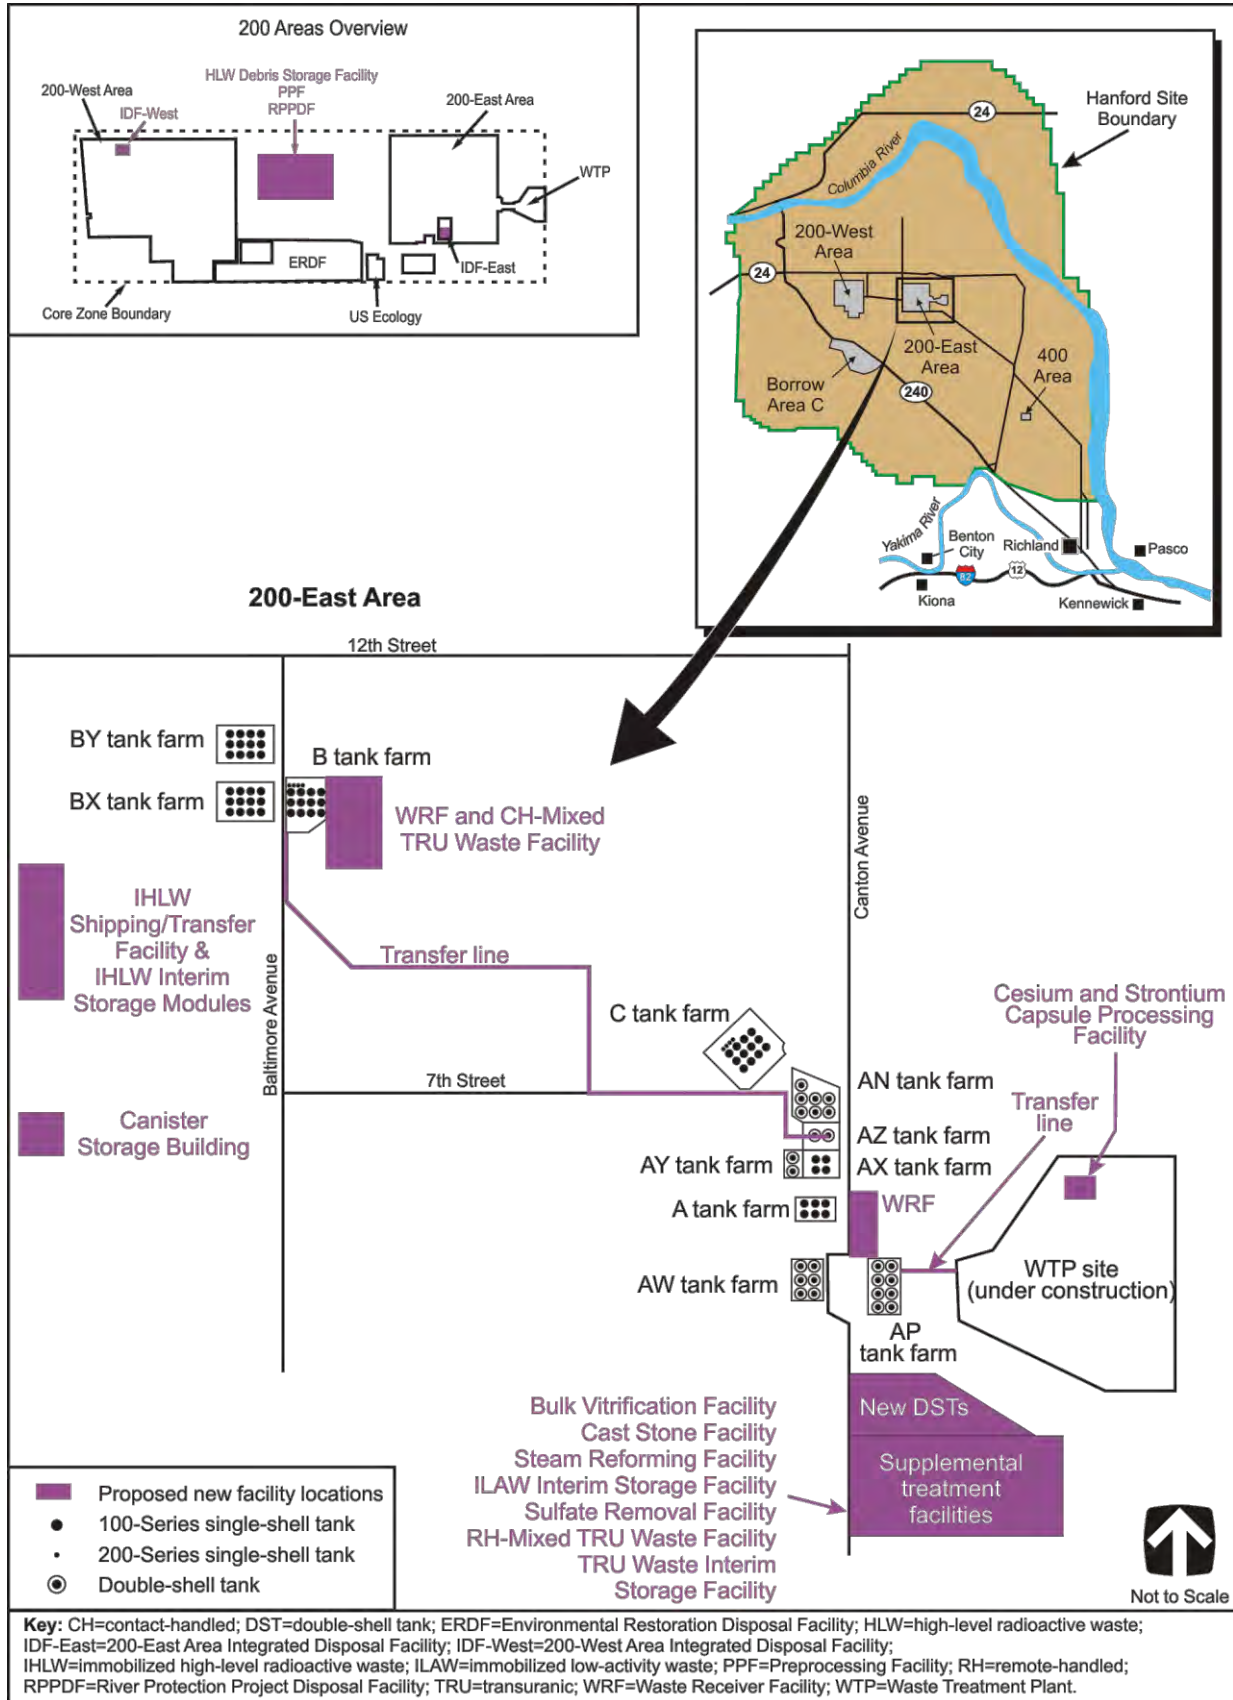 200 Areas Overview
HLW Debris Storage Facility
PPF
RPPDF
200-West Area
IDF-West
200-East Area
WTP
ERDF
IDF-East
Core Zone Boundary
US Ecology
24
Hanford Site
Boundary
Columbia River
200-West
Area
24
200-East
Area
400
Area
Borrow
Area C
240
Yakima River
Benton
City
Richland
Pasco
82
12
Kiona
Kennewick
200-East Area
12th Street
BY tank farm
B tank farm
BX tank farm
WRF and CH-Mixed
TRU Waste Facility
Canton Avenue
IHLW
Shipping/Transfer
Facility &
IHLW Interim
Storage Modules
Baltimore Avenue
Transfer line
C tank farm
Cesium and Strontium
Capsule Processing
Facility
7th Street
AN tank farm
Transfer
line
Canister
Storage Building
AZ tank farm
AY tank farm
AX tank farm
A tank farm
WRF
AW tank farm
WTP site
(under construction)
AP
tank farm
New DSTs
Bulk Vitrification Facility
Cast Stone Facility
Steam Reforming Facility
ILAW Interim Storage Facility
Sulfate Removal Facility
RH-Mixed TRU Waste Facility
TRU Waste Interim
Storage Facility
Supplemental
treatment
facilities
Proposed new facility locations
100-Series single-shell tank
200-Series single-shell tank
Double-shell tank
Not to Scale
Key: CH=contact-handled; DST=double-shell tank; ERDF=Environmental Restoration Disposal Facility; HLW=high-level radioactive waste;
IDF-East=200-East Area Integrated Disposal Facility; IDF-West=200-West Area Integrated Disposal Facility;
IHLW=immobilized high-level radioactive waste; ILAW=immobilized low-activity waste; PPF=Preprocessing Facility; RH=remote-handled;
RPPDF=River Protection Project Disposal Facility; TRU=transuranic; WRF=Waste Receiver Facility; WTP=Waste Treatment Plant.